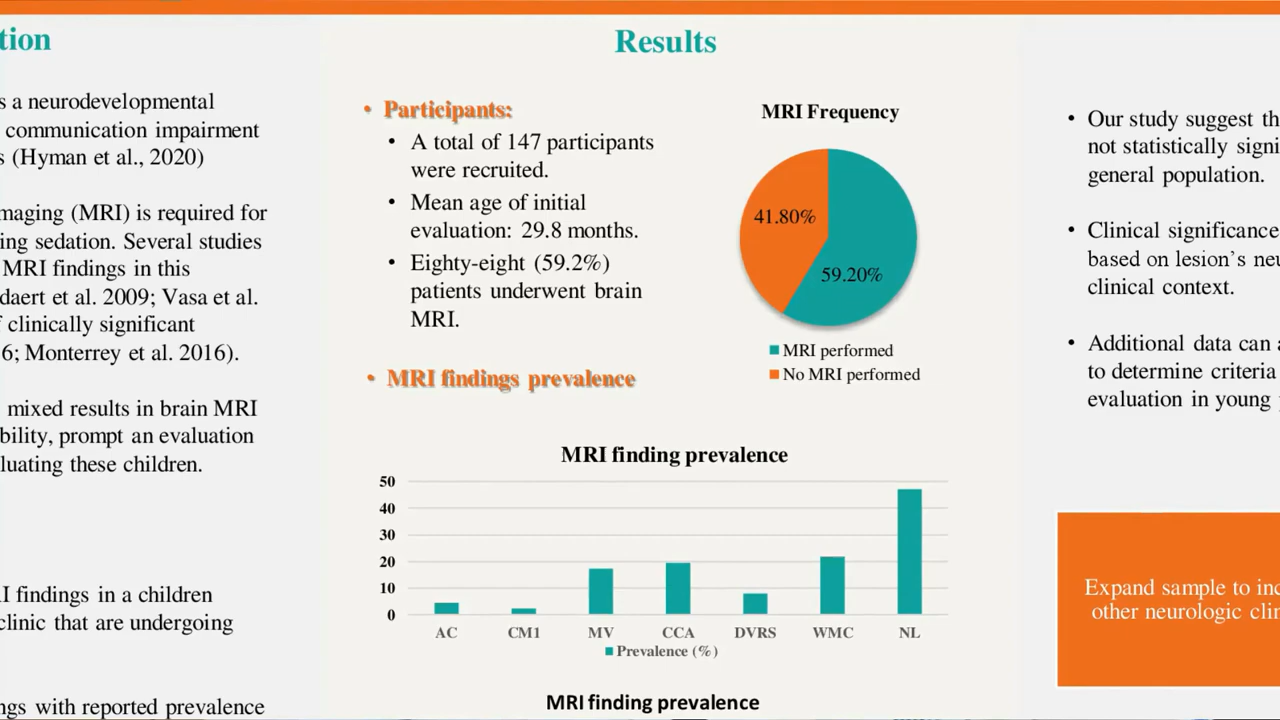 tion
s a neurodevelopmental
communication impairment
s (Hyman et al., 2020)
maging (MRI) is required for
ing sedation. Several studies
MRI findings in this
daert et al. 2009; Vasa et al.
f clinically significant
6; Monterrey et al. 2016).
mixed results in brain MRI
bility, prompt an evaluation
luating these children.
I findings in a children
clinic that are undergoing
ngs with reported prevalence
Results
• Participants:
• A total of 147 participants
were recruited.
• Mean age of initial
evaluation: 29.8 months.
• Eighty-eight (59.2%)
patients underwent brain
MRI.
MRI Frequency
41.80%
59.20%
MRI performed
No MRI performed
• MRI findings prevalence
MRI finding prevalence
50
40
30
20
10
0
AC CM1 MV CCA DVRS WMC NL
Prevalence (%)
MRI finding prevalence
• Our study suggest th
not statistically signi
general population.
• Clinical significance
based on lesion's neu
clinical context.
• Additional data can a
to determine criteria
evaluation in young
Expand sample to inc
other neurologic clin